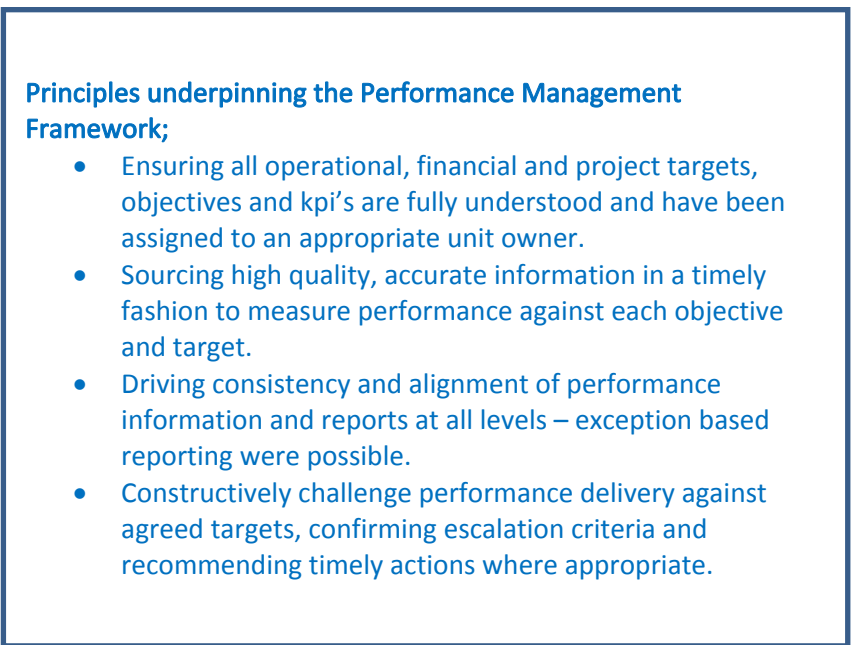 Principles underpinning the Performance Management
Framework;
• Ensuring all operational, financial and project targets,
objectives and kpi’s are fully understood and have been
assigned to an appropriate unit owner.
• Sourcing high quality, accurate information in a timely
fashion to measure performance against each objective
and target.
• Driving consistency and alignment of performance
information and reports at all levels – exception based
reporting were possible.
• Constructively challenge performance delivery against
agreed targets, confirming escalation criteria and
recommending timely actions where appropriate.